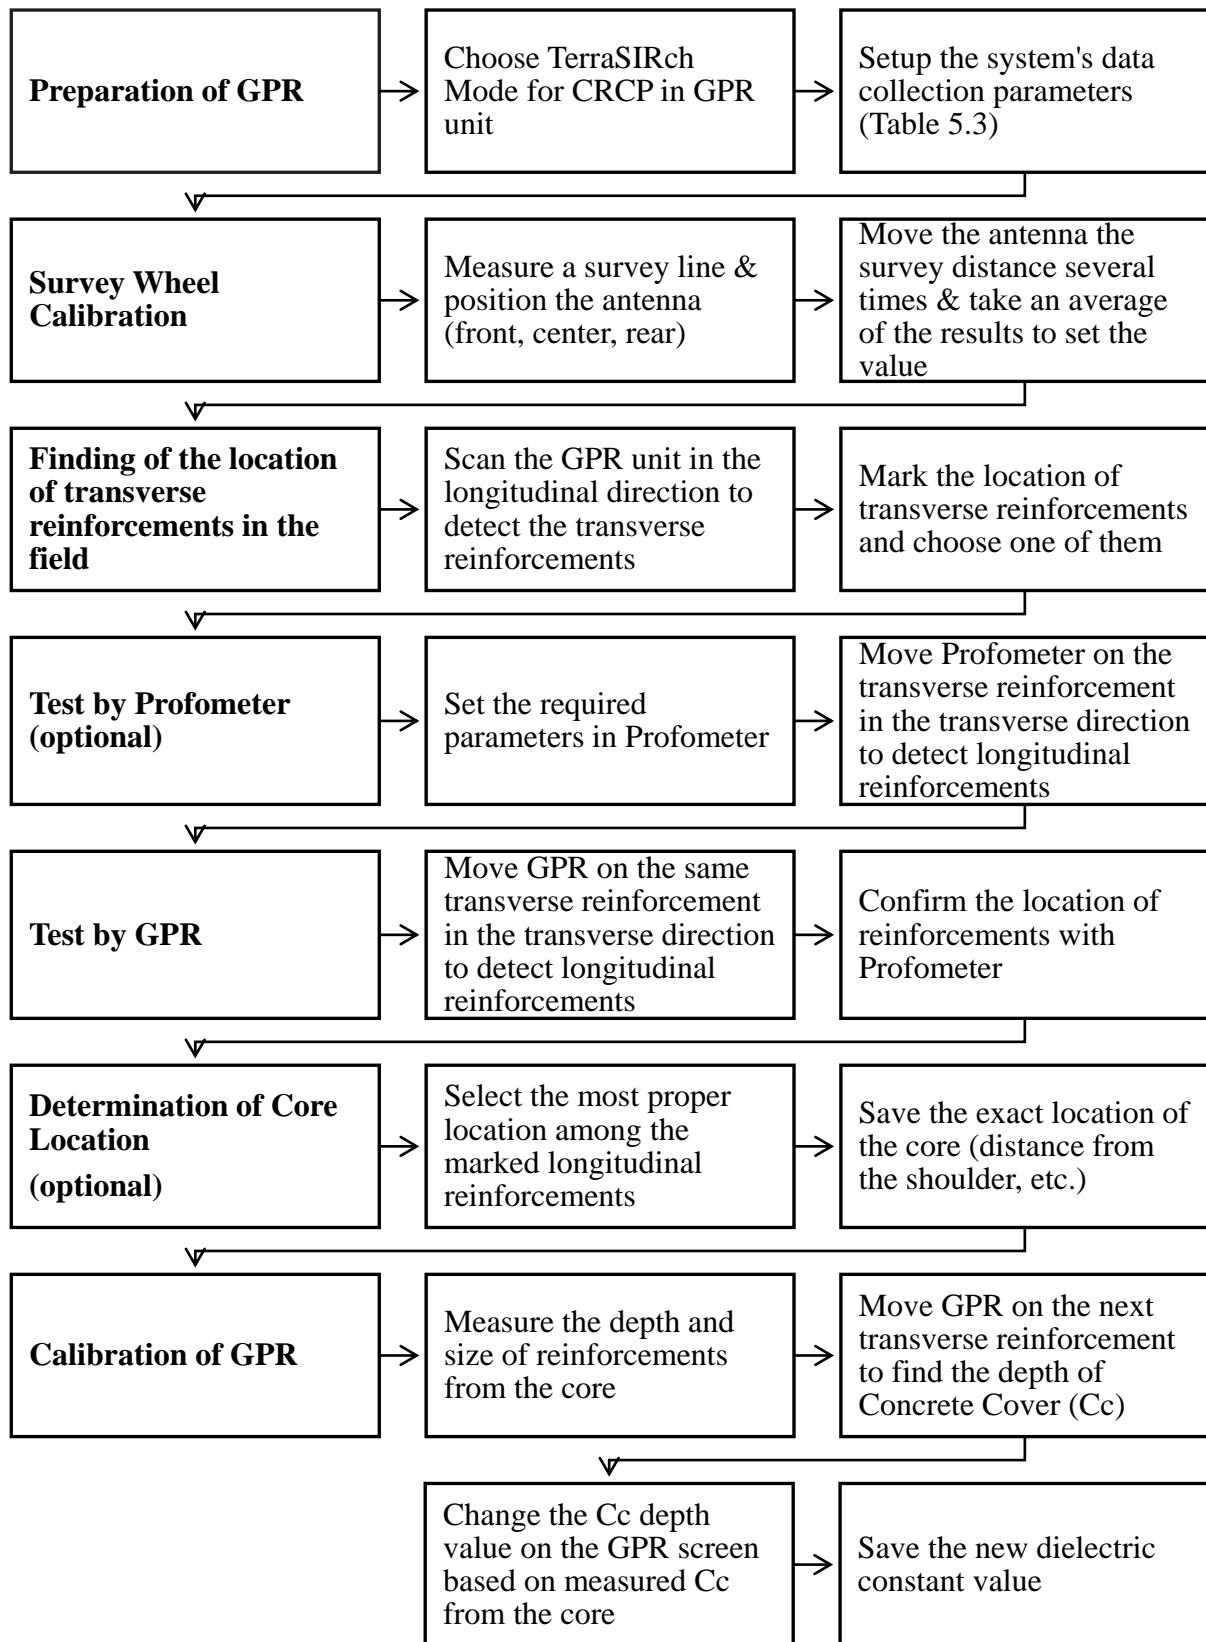 Preparation of GPR
Choose TerraSIRch
Mode for CRCP in GPR
unit
Setup the system's data
collection parameters
(Table 5.3)
Survey Wheel
Calibration
Measure a survey line &
position the antenna
(front, center, rear)
Move the antenna the
survey distance several
times & take an average
of the results to set the
value
Finding of the location
of transverse
reinforcements in the
field
Scan the GPR unit in the
longitudinal direction to
detect the transverse
reinforcements
Mark the location of
transverse reinforcements
and choose one of them
Test by Profometer
(optional)
Set the required
parameters in Profometer
Move Profometer on the
transverse reinforcement
in the transverse direction
to detect longitudinal
reinforcements
Test by GPR
Move GPR on the same
transverse reinforcement
in the transverse direction
to detect longitudinal
reinforcements
Confirm the location of
reinforcements with
Profometer
Determination of Core
Location
(optional)
Select the most proper
location among the
marked longitudinal
reinforcements
Save the exact location of
the core (distance from
the shoulder, etc.)
Calibration of GPR
Measure the depth and
size of reinforcements
from the core
Move GPR on the next
transverse reinforcement
to find the depth of
Concrete Cover (Cc)
Change the Cc depth
value on the GPR screen
based on measured Cc
from the core
Save the new dielectric
constant value